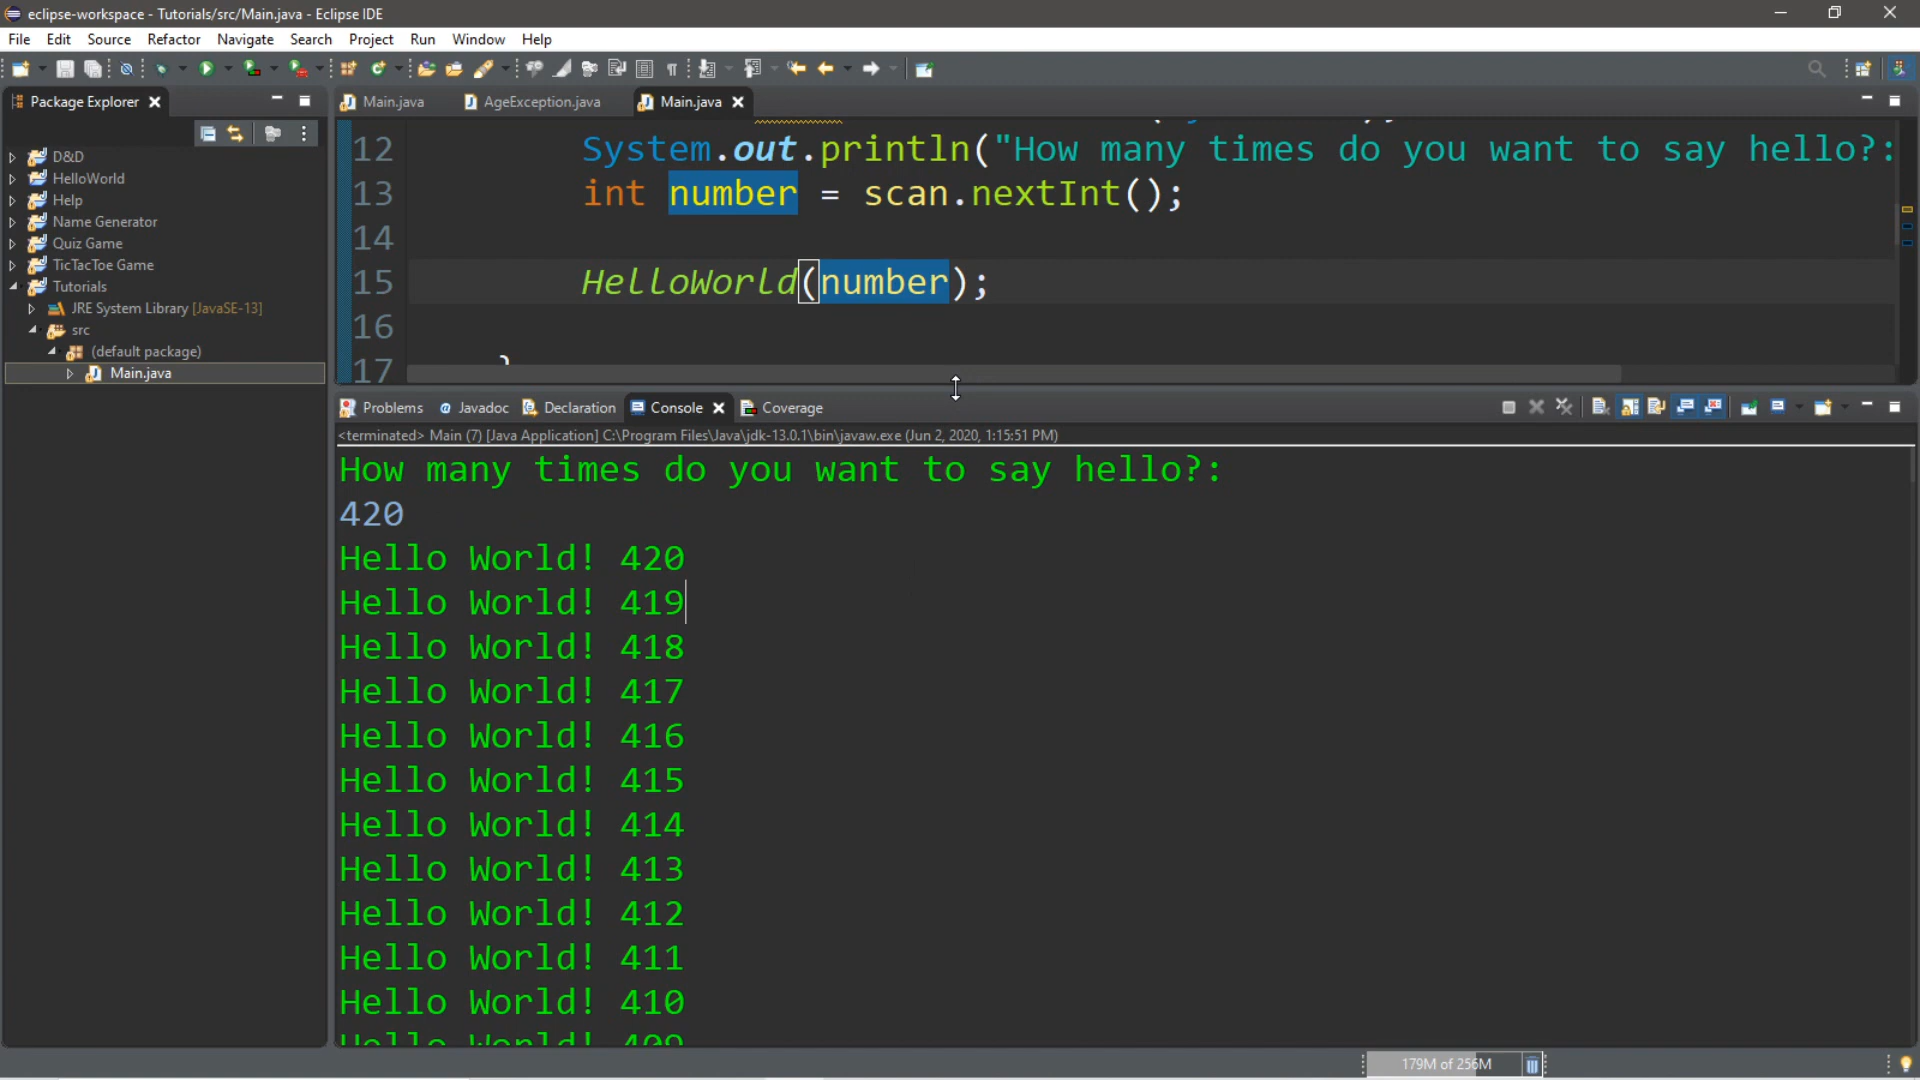 eclipse-workspace - Tutorials/src/Main.java - Eclipse IDE
File Edit Source Refactor Navigate Search Project Run Window Help
Package Explorer
D&D
HelloWorld
Help
Name Generator
Quiz Game
TicTacToe Game
Tutorials
JRE System Library [JavaSE-13]
src
(default package)
Main.java
Main.java AgeException.java Main.java
12 System.out.println("How many times do you want to say hello?:
13 int number = scan.nextInt();
14
15 HelloWorld(number);
16
17 }
Problems Javadoc Declaration Console Coverage
<terminated> Main (7) [Java Application] C:\Program Files\Java\jdk-13.0.1\bin\javaw.exe (Jun 2, 2020, 1:15:51 PM)
How many times do you want to say hello?:
420
Hello World! 420
Hello World! 419
Hello World! 418
Hello World! 417
Hello World! 416
Hello World! 415
Hello World! 414
Hello World! 413
Hello World! 412
Hello World! 411
Hello World! 410
Hello World! 409
179M of 256M